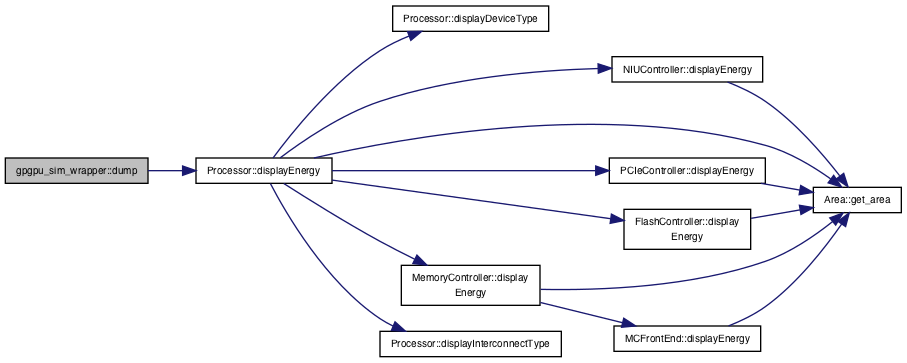 Processor::displayDeviceType
NIUController::displayEnergy
gpgpu_sim_wrapper::dump
Processor::displayEnergy
PCIeController::displayEnergy
Area::get_area
FlashController::display
Energy
MemoryController::display
Energy
MCFrontEnd::displayEnergy
Processor::displayInterconnectType